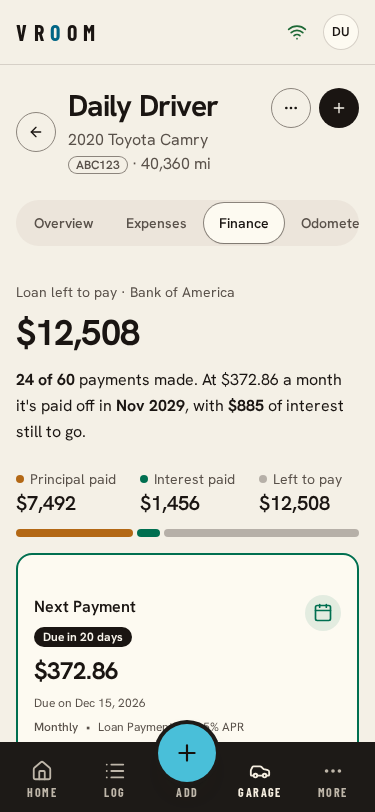 VROOM
DU
Daily Driver
2020 Toyota Camry
ABC123 · 40,360 mi
Overview Expenses Finance Odomete
Loan left to pay · Bank of America
$12,508
24 of 60 payments made. At $372.86 a month
it's paid off in Nov 2029, with $885 of interest
still to go.
Principal paid Interest paid Left to pay
$7,492 $1,456 $12,508
Next Payment
Due in 20 days
$372.86
Due on Dec 15, 2026
Monthly • Loan Payment 5% APR
HOME LOG ADD GARAGE MORE